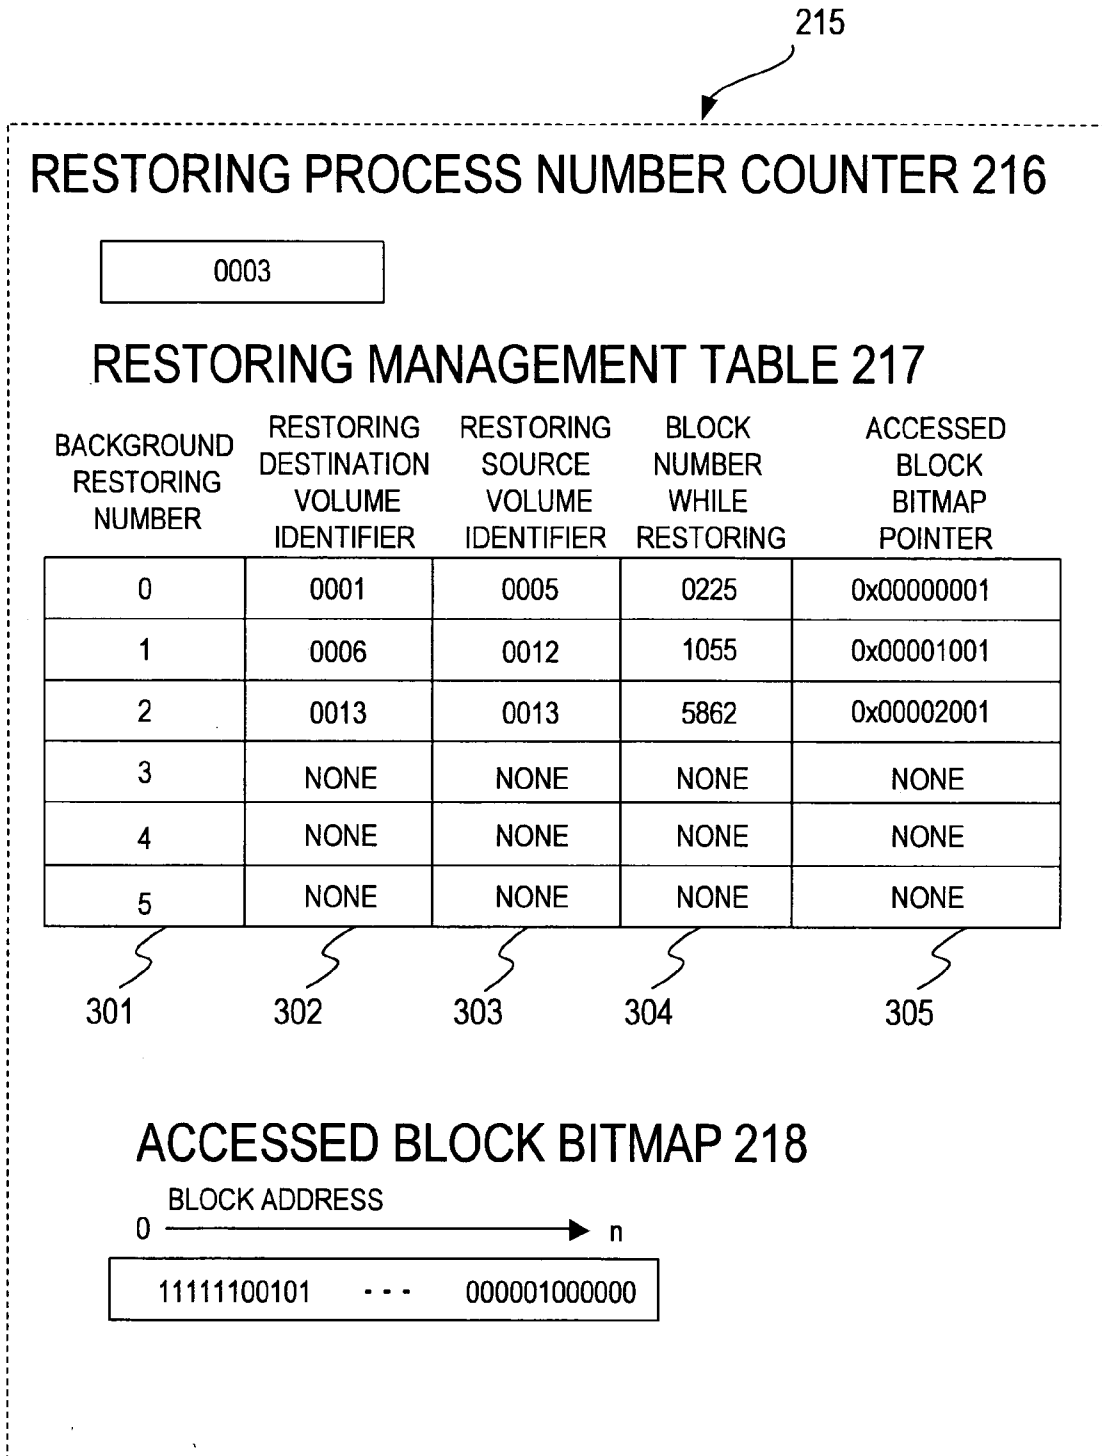 215
RESTORING PROCESS NUMBER COUNTER 216
0003
RESTORING MANAGEMENT TABLE 217
BACKGROUND RESTORING NUMBER
RESTORING DESTINATION VOLUME IDENTIFIER
RESTORING SOURCE VOLUME IDENTIFIER
BLOCK NUMBER WHILE RESTORING
ACCESSED BLOCK BITMAP POINTER
0 0001 0005 0225 0x00000001
1 0006 0012 1055 0x00001001
2 0013 0013 5862 0x00002001
3 NONE NONE NONE NONE
4 NONE NONE NONE NONE
5 NONE NONE NONE NONE
301 302 303 304 305
ACCESSED BLOCK BITMAP 218
BLOCK ADDRESS
0 n
11111100101 - - - 000001000000